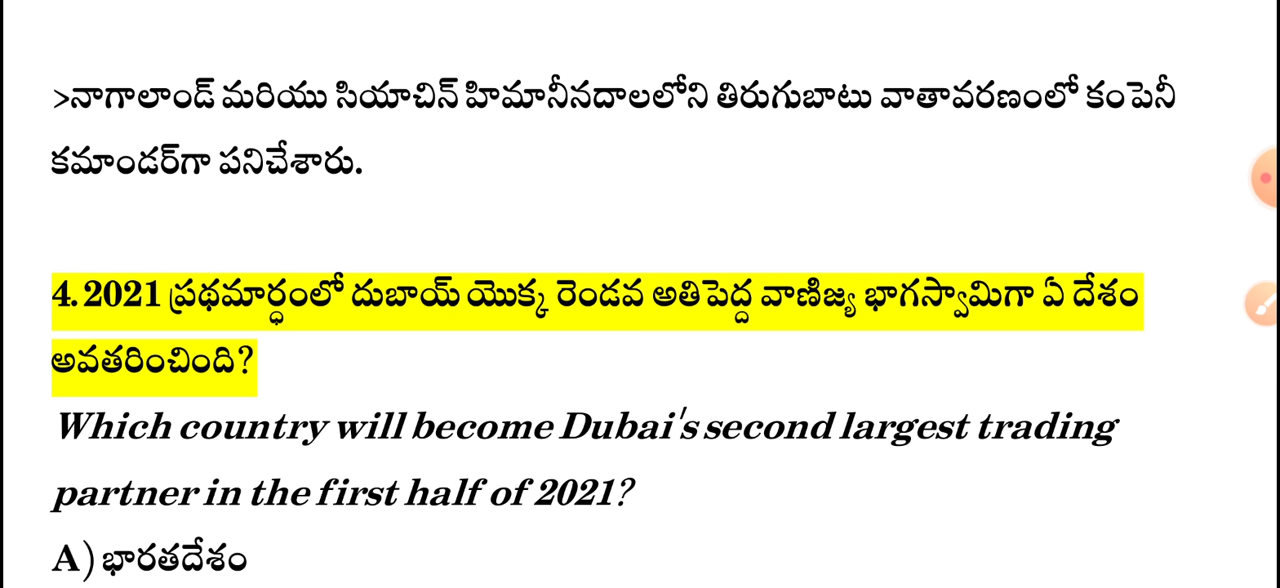 >నాగాలాండ్ మరియు సియాచిన్ హిమానీనదాలలోని తిరుగుబాటు వాతావరణంలో కంపెనీ
కమాండర్‌గా పనిచేశారు.
4. 2021 ప్రథమార్ధంలో దుబాయ్ యొక్క రెండవ అతిపెద్ద వాణిజ్య భాగస్వామిగా ఏ దేశం
అవతరించింది?
Which country will become Dubai's second largest trading
partner in the first half of 2021?
A) భారతదేశం